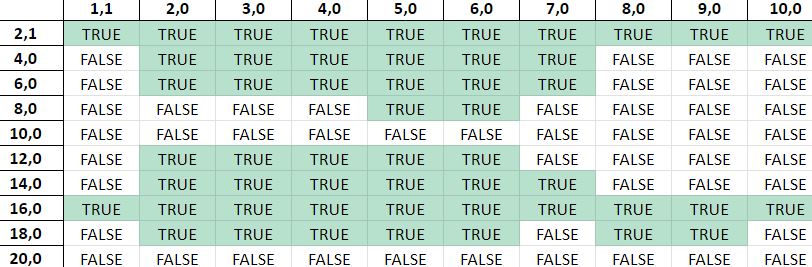 1,1 2,0 3,0 4,0 5,0 6,0 7,0 8,0 9,0 10,0
2,1 TRUE TRUE TRUE TRUE TRUE TRUE TRUE TRUE TRUE TRUE
4,0 FALSE TRUE TRUE TRUE TRUE TRUE TRUE FALSE FALSE FALSE
6,0 FALSE TRUE TRUE TRUE TRUE TRUE TRUE FALSE FALSE FALSE
8,0 FALSE FALSE FALSE FALSE TRUE TRUE FALSE FALSE FALSE FALSE
10,0 FALSE FALSE FALSE FALSE FALSE FALSE FALSE FALSE FALSE FALSE
12,0 FALSE TRUE TRUE TRUE TRUE TRUE FALSE FALSE FALSE FALSE
14,0 FALSE TRUE TRUE TRUE TRUE TRUE TRUE FALSE FALSE FALSE
16,0 TRUE TRUE TRUE TRUE TRUE TRUE TRUE TRUE TRUE TRUE
18,0 FALSE TRUE TRUE TRUE TRUE TRUE FALSE TRUE TRUE FALSE
20,0 FALSE FALSE FALSE FALSE FALSE FALSE FALSE FALSE FALSE FALSE